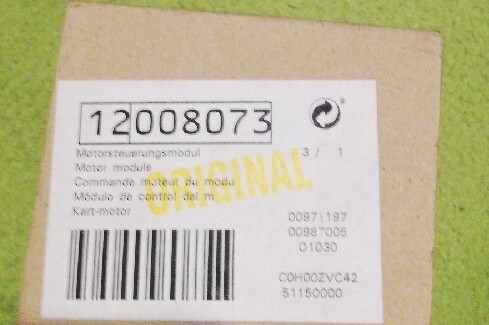 12008073
Motorsteuerungsmodul 3 / 1
Motor module
Commande moteur du modu
Módulo de control del m
Kart-motor
ORIGINAL
00971197
00987005
01030
C0H00ZVC42
51150000